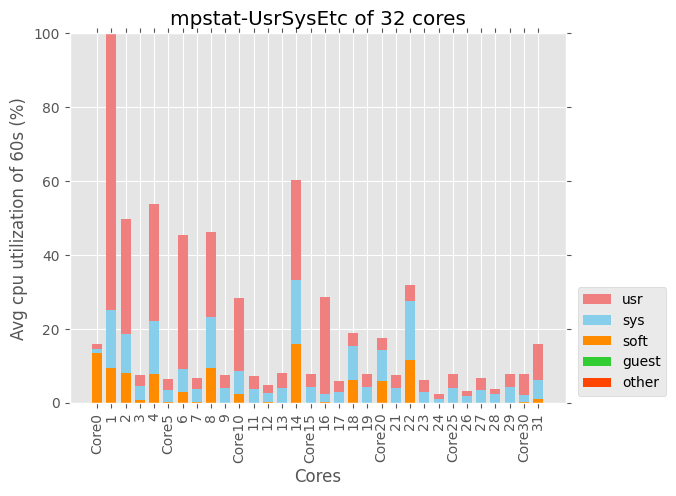 mpstat-UsrSysEtc of 32 cores
Avg cpu utilization of 60s (%)
100
80
60
40
20
0
Core0
1
2
3
4
Core5
6
7
8
9
Core10
11
12
13
14
Core15
16
17
18
19
Core20
21
22
23
24
Core25
26
27
28
29
Core30
31
Cores
usr
sys
soft
guest
other